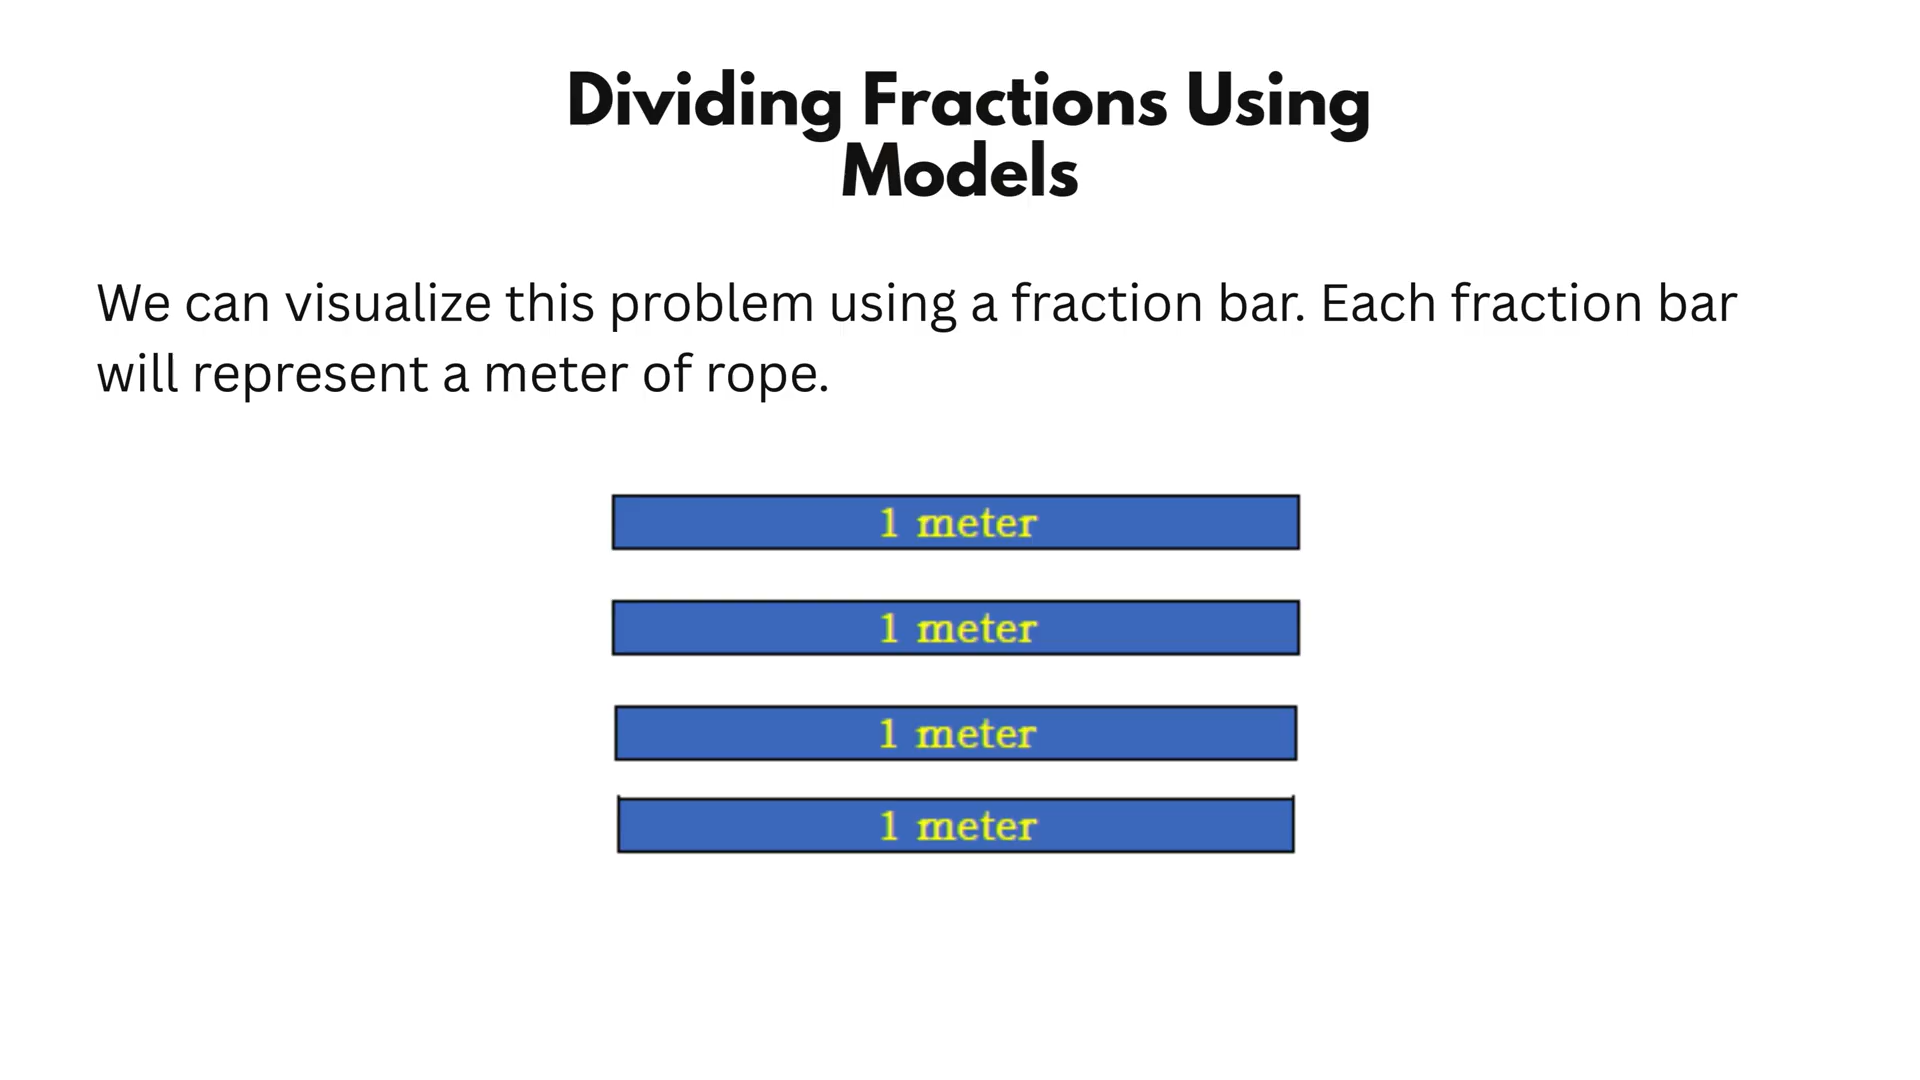 Dividing Fractions Using
Models
We can visualize this problem using a fraction bar. Each fraction bar
will represent a meter of rope.
1 meter
1 meter
1 meter
1 meter